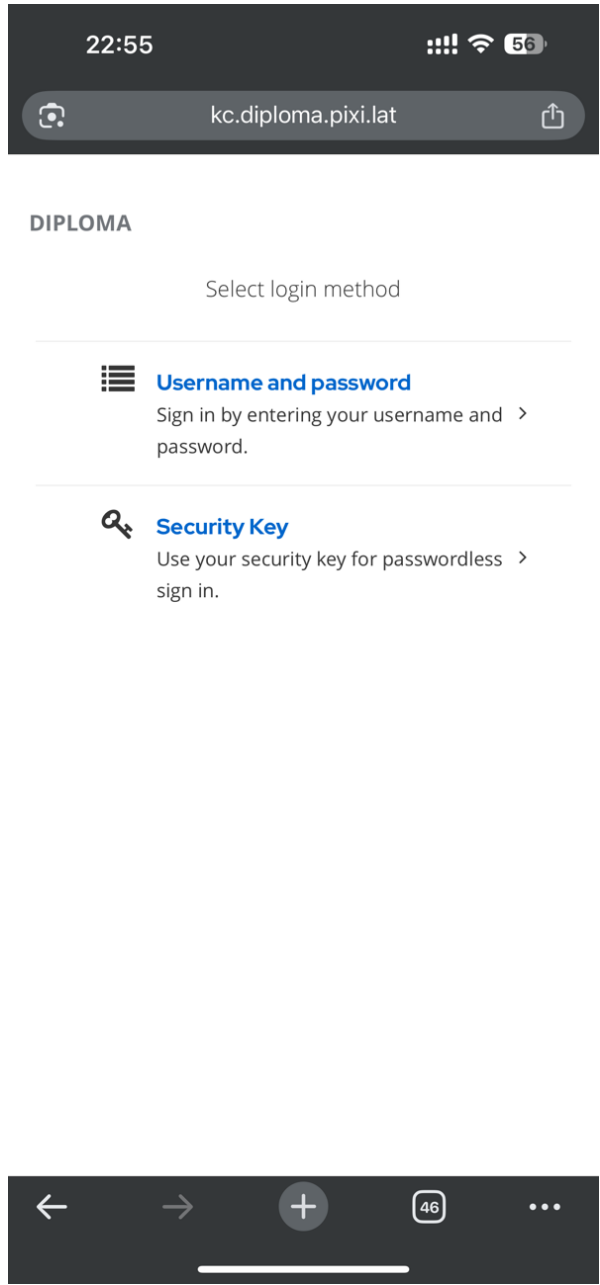 22:55
56
kc.diploma.pixi.lat
DIPLOMA
Select login method
Username and password
Sign in by entering your username and
password.
Security Key
Use your security key for passwordless
sign in.
46